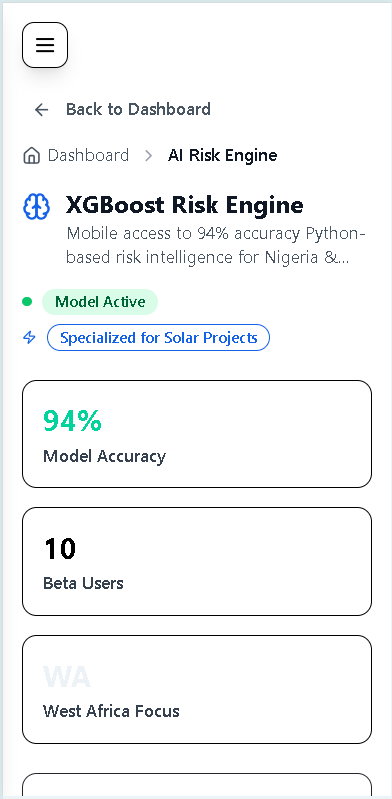 Back to Dashboard
Dashboard > AI Risk Engine
XGBoost Risk Engine
Mobile access to 94% accuracy Python-
based risk intelligence for Nigeria &...
Model Active
Specialized for Solar Projects
94%
Model Accuracy
10
Beta Users
WA
West Africa Focus